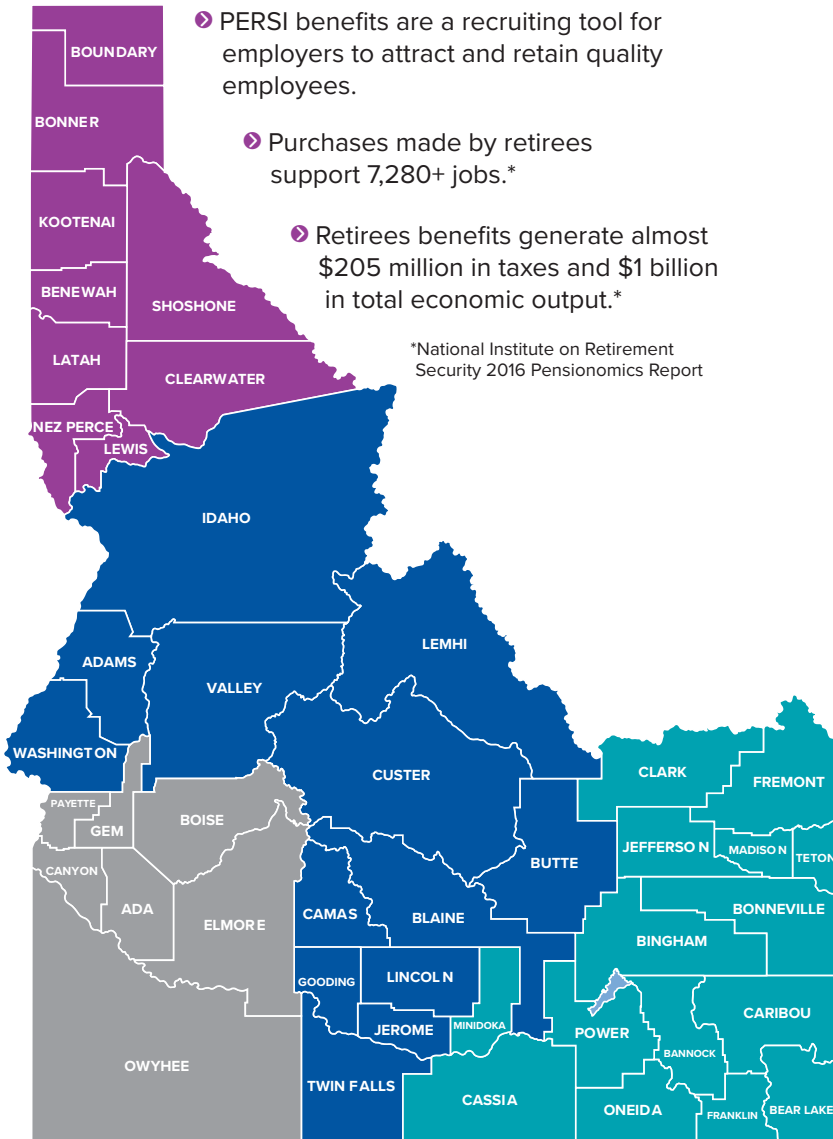 PERSI benefits are a recruiting tool for
employers to attract and retain quality
employees.
Purchases made by retirees
support 7,280+ jobs.*
Retirees benefits generate almost
$205 million in taxes and $1 billion
in total economic output.*
*National Institute on Retirement
Security 2016 Pensionomics Report
BOUNDARY
BONNER
KOOTENAI
BENEWAH
SHOSHONE
LATAH
CLEARWATER
NEZ PERCE
LEWIS
IDAHO
LEMHI
ADAMS
VALLEY
WASHINGTON
CUSTER
CLARK
FREMONT
PAYETTE
GEM
BOISE
JEFFERSON
MADISON
TETON
BUTTE
CANYON
ADA
ELMORE
CAMAS
BLAINE
BONNEVILLE
BINGHAM
GOODING
LINCOLN
JEROME
MINIDOKA
POWER
CARIBOU
BANNOCK
OWYHEE
TWIN FALLS
CASSIA
ONEIDA
FRANKLIN
BEAR LAKE